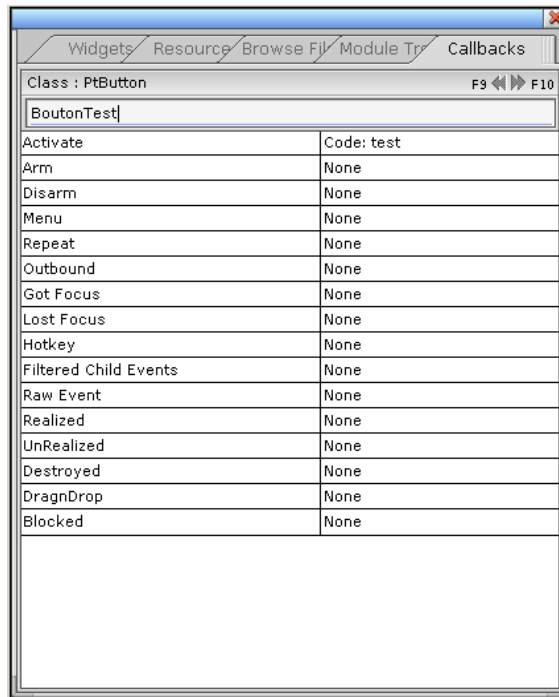 Widgets Resource Browse Fil Module Tre Callbacks
Class : PtButton F9 F10
BoutonTest
Activate Code: test
Arm None
Disarm None
Menu None
Repeat None
Outbound None
Got Focus None
Lost Focus None
Hotkey None
Filtered Child Events None
Raw Event None
Realized None
UnRealized None
Destroyed None
DragnDrop None
Blocked None